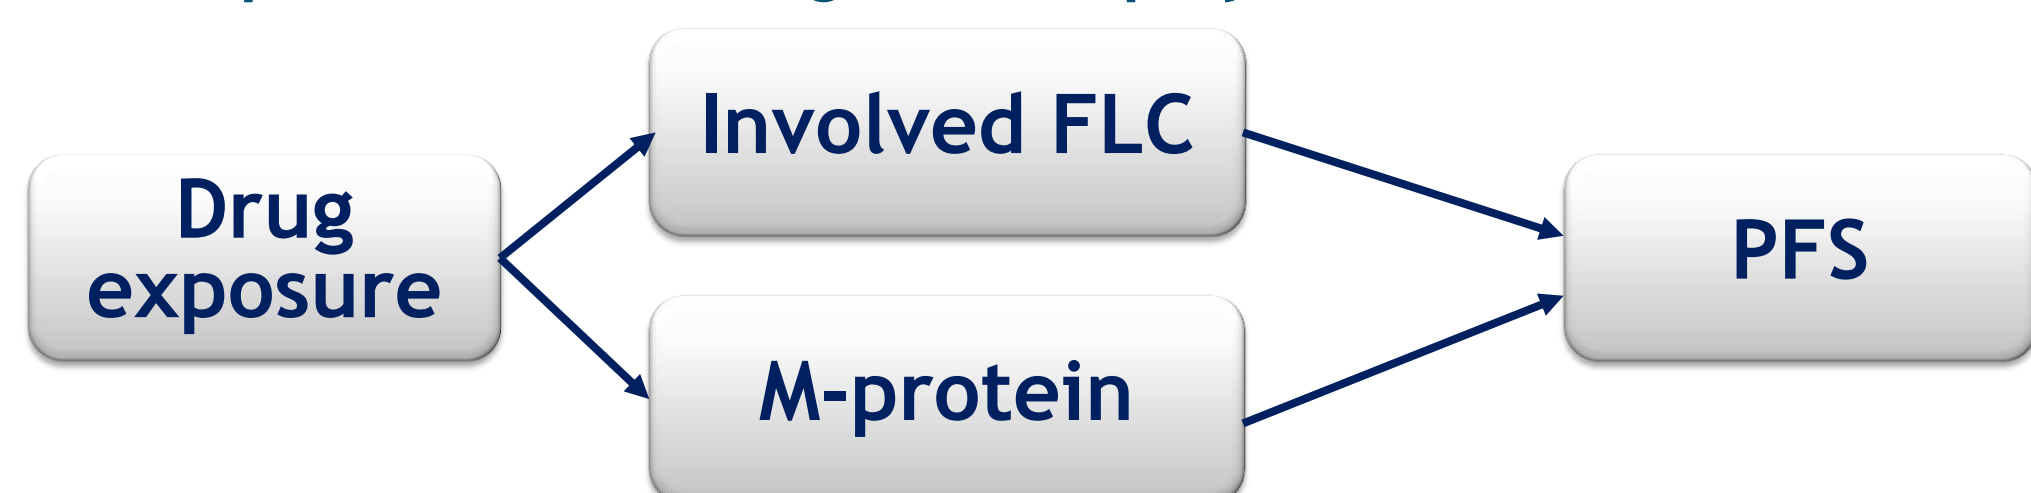 Involved FLC
Drug
exposure
PFS
M-protein